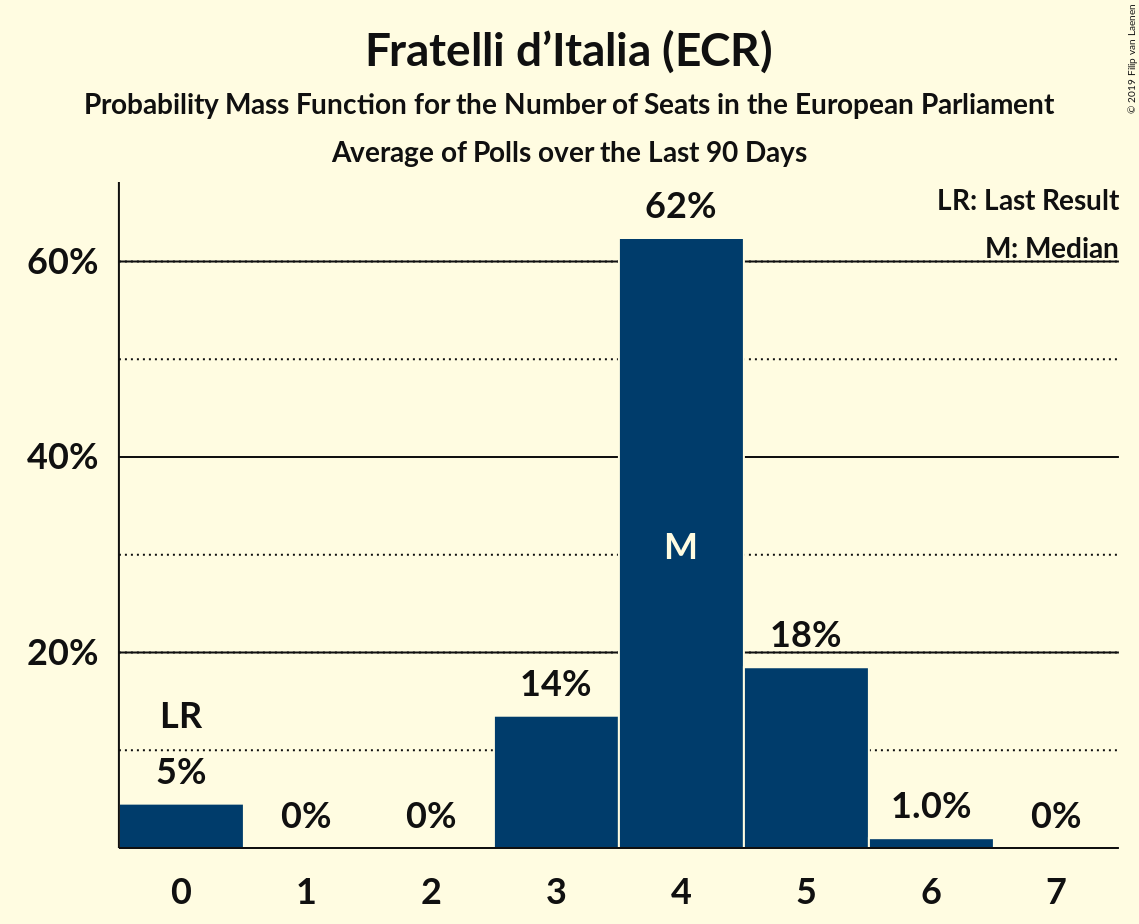 Fratelli d’Italia (ECR)
Probability Mass Function for the Number of Seats in the European Parliament
Average of Polls over the Last 90 Days
© 2019 Filip van Laenen
LR: Last Result
M: Median
62%
60%
40%
M
18%
20%
14%
LR
5%
0%
0%
1.0%
0%
0 1 2 3 4 5 6 7